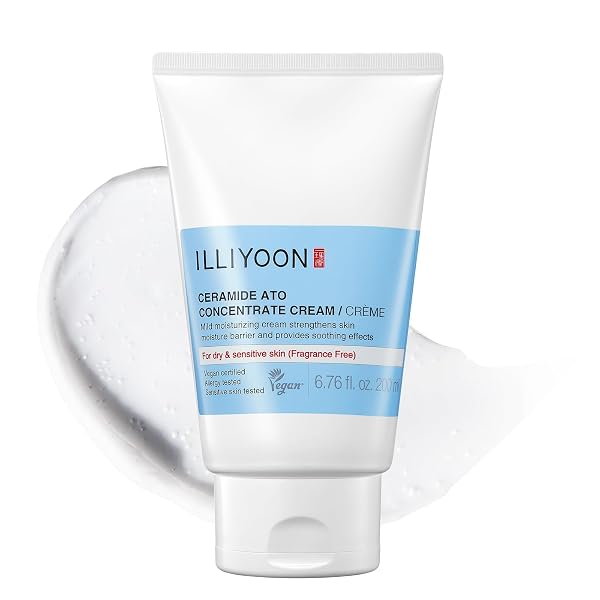 ILLIYOON
CERAMIDE ATO
CONCENTRATE CREAM / CRÈME
Mild moisturizing cream strengthens skin
moisture barrier and provides soothing effects
For dry & sensitive skin (Fragrance Free)
Vegan certified
Allergy tested
Sensitive skin tested
Vegan
6.76 fl. oz. 200 m